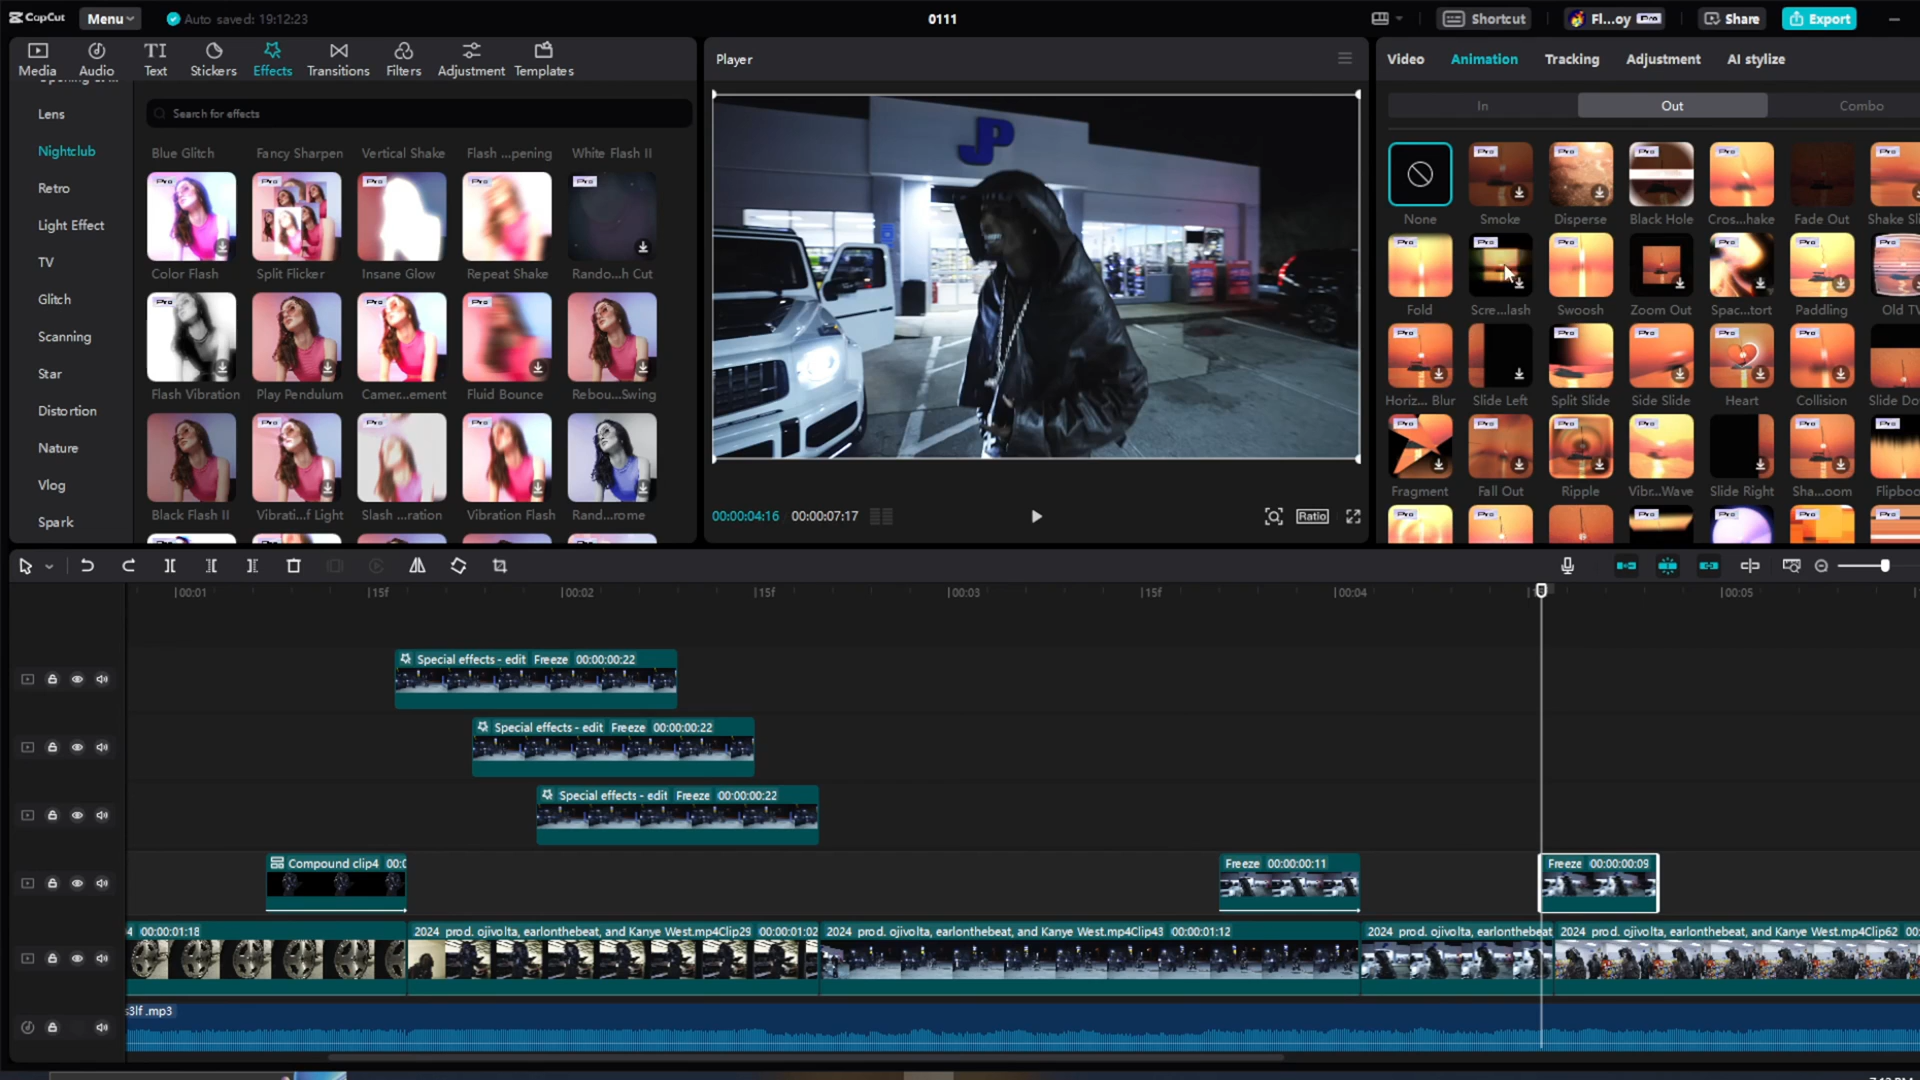 CapCut Menu Auto saved: 19:12:23 0111 Shortcut Fl...oy Pro Share Export
Media Audio Text Stickers Effects Transitions Filters Adjustment Templates
Player
Video Animation Tracking Adjustment AI stylize
In Out Combo
Search for effects
Lens
Nightclub
Retro
Light Effect
TV
Glitch
Scanning
Star
Distortion
Nature
Vlog
Spark
Blue Glitch Fancy Sharpen Vertical Shake Flash ...pening White Flash II
Color Flash Split Flicker Insane Glow Repeat Shake Rando...h Cut
Flash Vibration Play Pendulum Camer...ement Fluid Bounce Rebou...Swing
Black Flash II Vibrati...f Light Slash ...ration Vibration Flash Rand...rome
JP
00:00:04:16 00:00:07:17 Ratio
None Smoke Disperse Black Hole Cros...hake Fade Out Shake Sli
Fold Scre...lash Swoosh Zoom Out Spac...tort Paddling Old TV
Horiz... Blur Slide Left Split Slide Side Slide Heart Collision Slide Do
Fragment Fall Out Ripple Vibr...Wave Slide Right Sha...oom Flipboo
00:01 15f 00:02 15f 00:03 15f 00:04 00:05
Special effects - edit Freeze 00:00:00:22
Special effects - edit Freeze 00:00:00:22
Special effects - edit Freeze 00:00:00:22
Compound clip4 00:0 Freeze 00:00:00:11 Freeze 00:00:00:09
4 00:00:01:18 2024 prod. ojivolta, earlonthebeat, and Kanye West.mp4Clip29 00:00:01:02 2024 prod. ojivolta, earlonthebeat, and Kanye West.mp4Clip43 00:00:01:12 2024 prod. ojivolta, earlonthebeat 2024 prod. ojivolta, earlonthebeat, and Kanye West.mp4Clip62 00:
s3lf .mp3